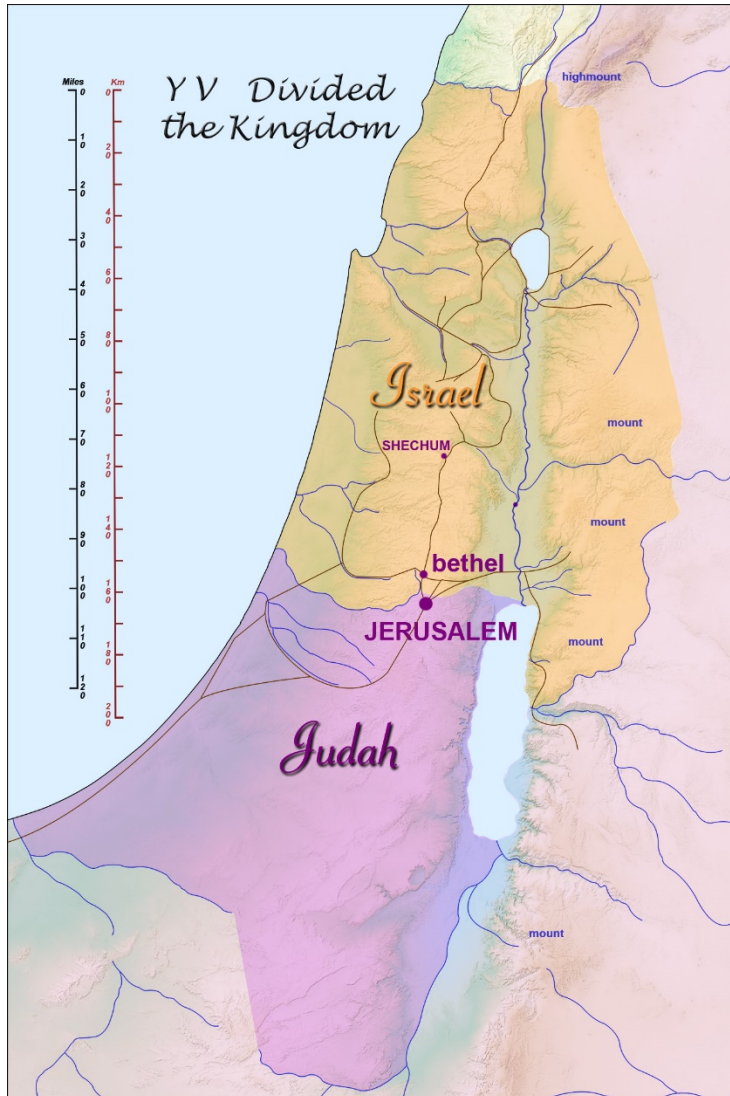 Miles
Km
0
10
20
30
40
50
60
70
80
90
100
110
120
0
20
40
60
80
100
120
140
160
180
200
Y V Divided
the Kingdom
highmount
Israel
mount
SHECHUM
mount
bethel
JERUSALEM
mount
Judah
mount